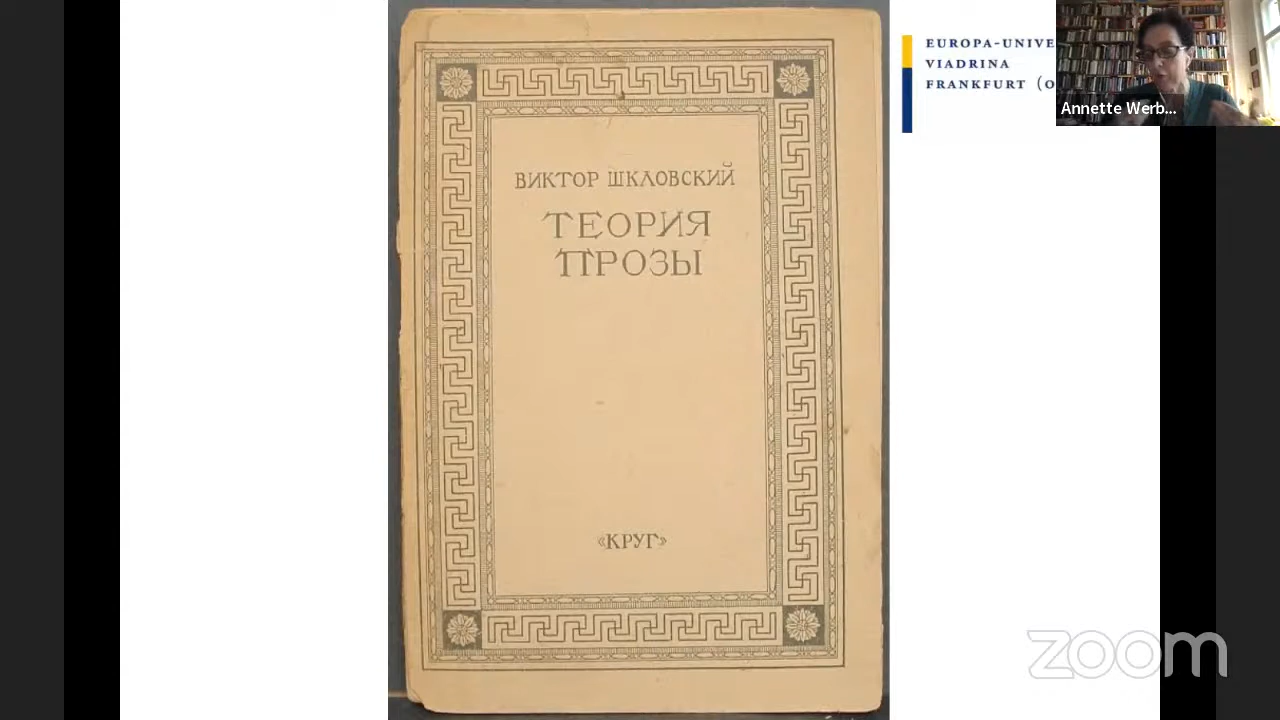 ВИКТОР ШКЛОВСКИЙ
ТЕОРИЯ
ПРОЗЫ
«КРУГ»
EUROPA-UNIVE
VIADRINA
FRANKFURT (O
Annette Werb...
zoom